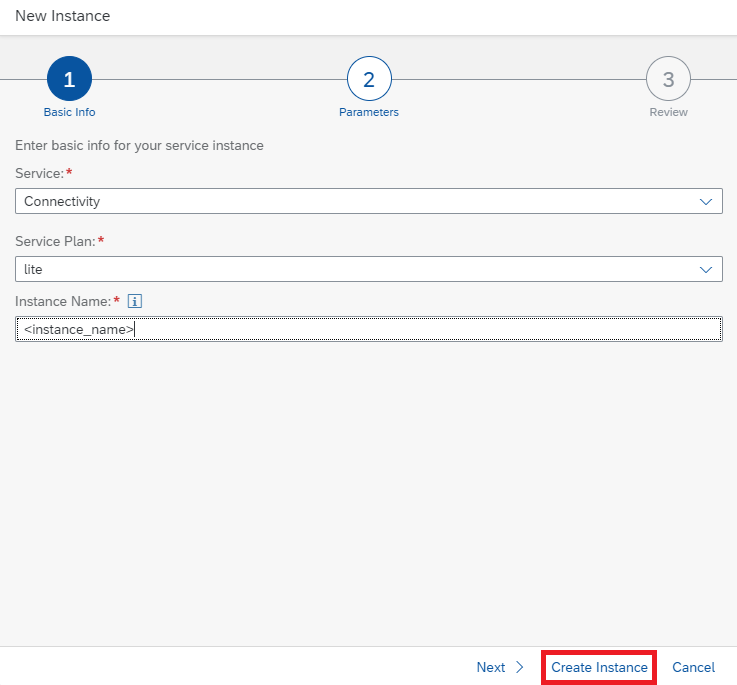 New Instance
1 2 3
Basic Info Parameters Review
Enter basic info for your service instance
Service:*
Connectivity
Service Plan:*
lite
Instance Name:* i
<instance_name>
Next Create Instance Cancel